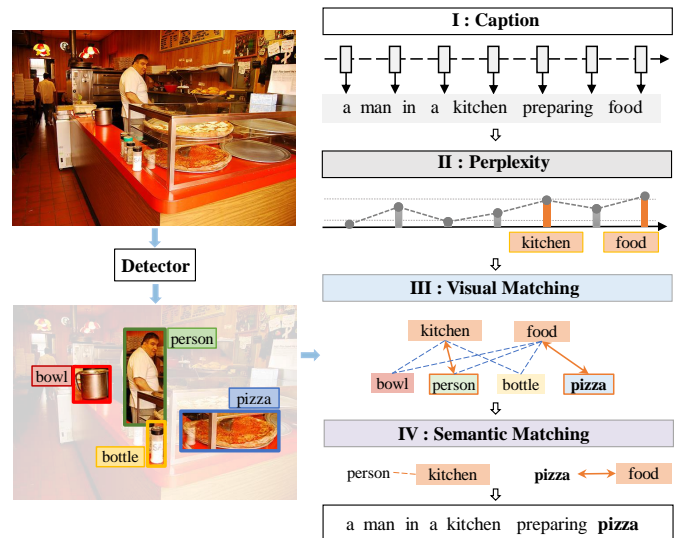 I : Caption
a man in a kitchen preparing food
II : Perplexity
kitchen food
Detector
III : Visual Matching
person
kitchen food
bowl
pizza
bowl person bottle pizza
bottle
IV : Semantic Matching
person kitchen pizza food
a man in a kitchen preparing pizza